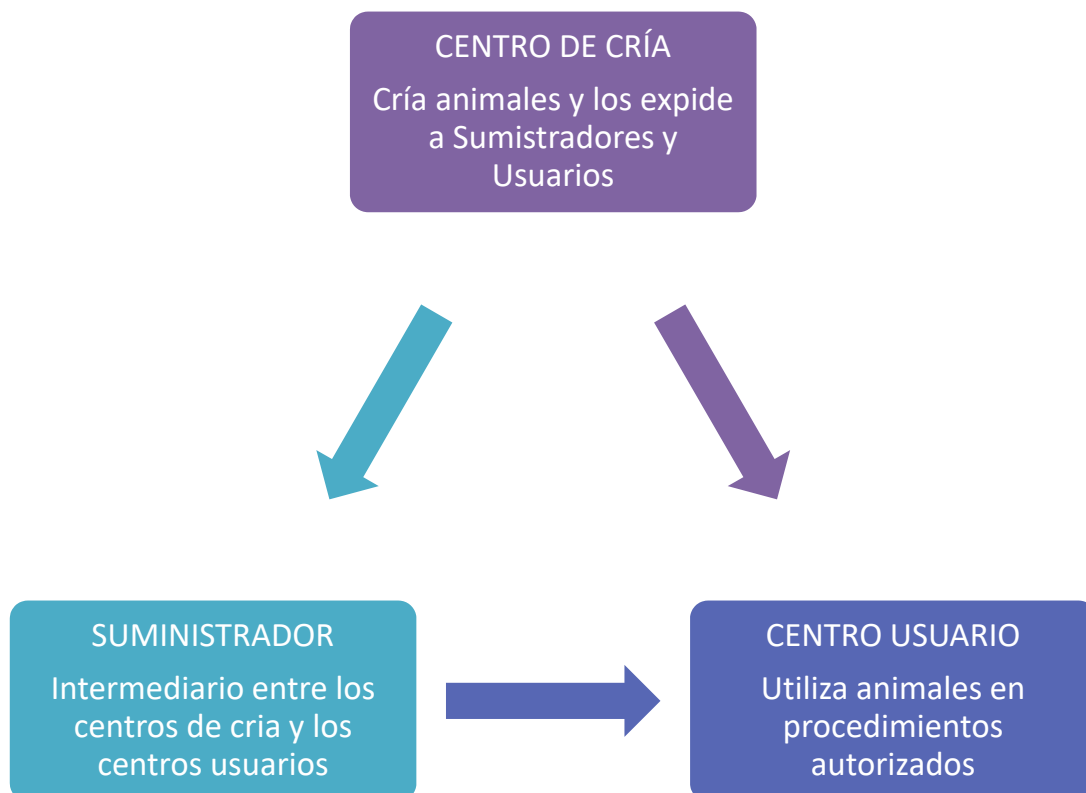 CENTRO DE CRÍA
Cría animales y los expide
a Sumistradores y
Usuarios
SUMINISTRADOR
Intermediario entre los
centros de cria y los
centros usuarios
CENTRO USUARIO
Utiliza animales en
procedimientos
autorizados